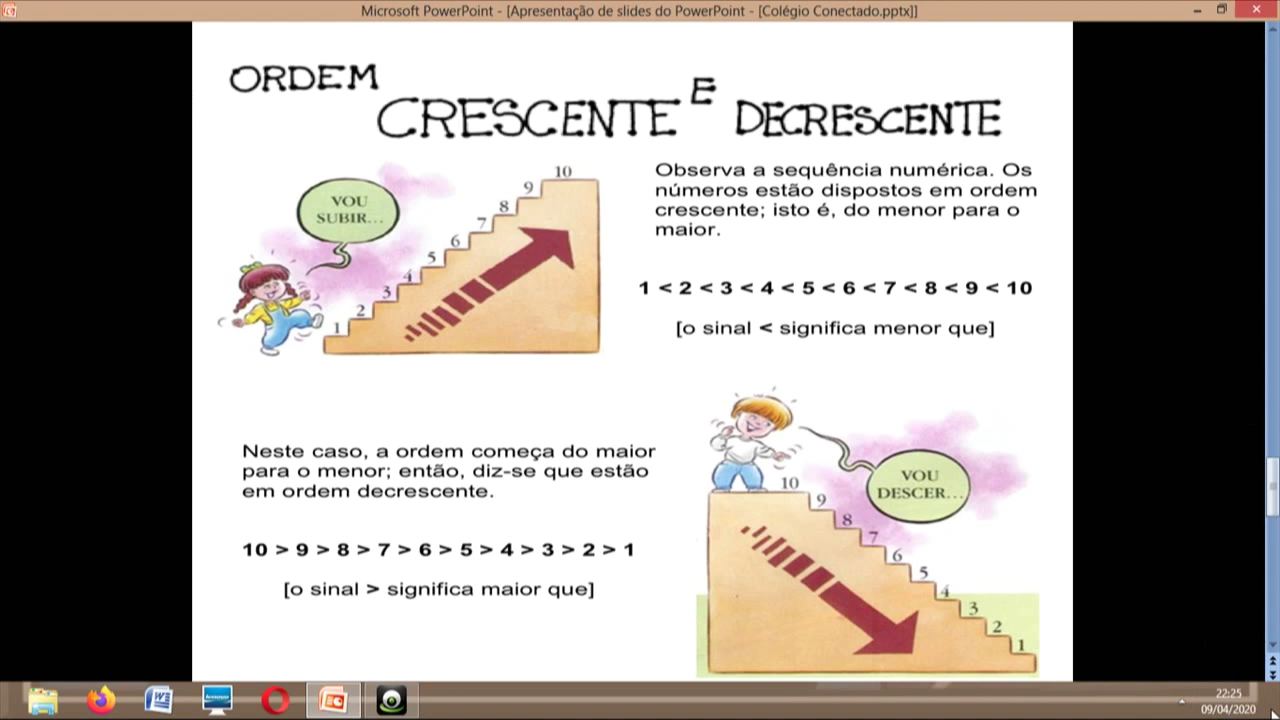 Microsoft PowerPoint - [Apresentação de slides do PowerPoint - [Colégio Conectado.pptx]]
ORDEM
CRESCENTE E DECRESCENTE
VOU
SUBIR...
1
2
3
4
5
6
7
8
9
10
Observa a sequência numérica. Os
números estão dispostos em ordem
crescente; isto é, do menor para o
maior.
1 < 2 < 3 < 4 < 5 < 6 < 7 < 8 < 9 < 10
[o sinal < significa menor que]
Neste caso, a ordem começa do maior
para o menor; então, diz-se que estão
em ordem decrescente.
10 > 9 > 8 > 7 > 6 > 5 > 4 > 3 > 2 > 1
[o sinal > significa maior que]
VOU
DESCER...
10
9
8
7
6
5
4
3
2
1
22:25
09/04/2020